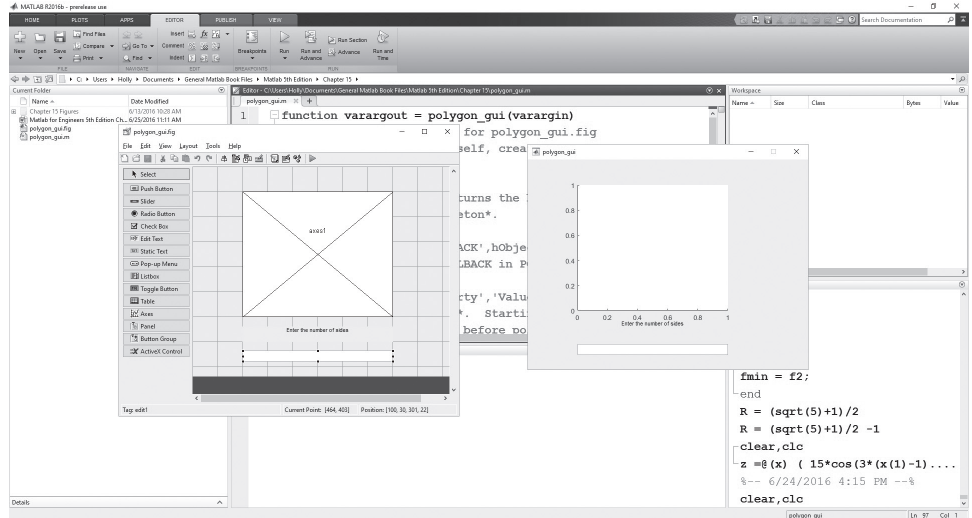 MATLAB R2016b - prerelease use
HOME PLOTS APPS EDITOR PUBLISH VIEW
Search Documentation
New Open Save Find Files Compare Print
Go To Find
Insert fx
Comment
Indent
Breakpoints
Run Run and Advance Run Section Advance Run and Time
FILE NAVIGATE EDIT BREAKPOINTS RUN
C: Users Holly Documents General Matlab Book Files Matlab 5th Edition Chapter 15
Current Folder
Name Date Modified
Chapter 15 Figures 6/13/2016 10:28 AM
Matlab for Engineers 5th Edition Ch... 6/25/2016 11:11 AM
polygon_gui.fig
polygon_gui.m
Details
Editor - C:\Users\Holly\Documents\General Matlab Book Files\Matlab 5th Edition\Chapter 15\polygon_gui.m
polygon_gui.m +
1 function varargout = polygon_gui(varargin)
for polygon_gui.fig
self, crea
turns the
eton*.
ACK',hObje
LBACK in P
rty','Valu
*. Starti
before po
polygon_gui.fig
File Edit View Layout Tools Help
Select
Push Button
Slider
Radio Button
Check Box
Edit Text
Static Text
Pop-up Menu
Listbox
Toggle Button
Table
Axes
Panel
Button Group
ActiveX Control
axes1
Enter the number of sides
Tag: edit1 Current Point: [464, 403] Position: [100, 30, 301, 22]
polygon_gui
1
0.8
0.6
0.4
0.2
0
0 0.2 0.4 0.6 0.8 1
Enter the number of sides
Workspace
Name Size Class Bytes Value
fmin = f2;
end
R = (sqrt(5)+1)/2
R = (sqrt(5)+1)/2 -1
clear,clc
z =@(x) ( 15*cos(3*(x(1)-1)....
%-- 6/24/2016 4:15 PM --%
clear,clc
polygon_gui Ln 97 Col 1